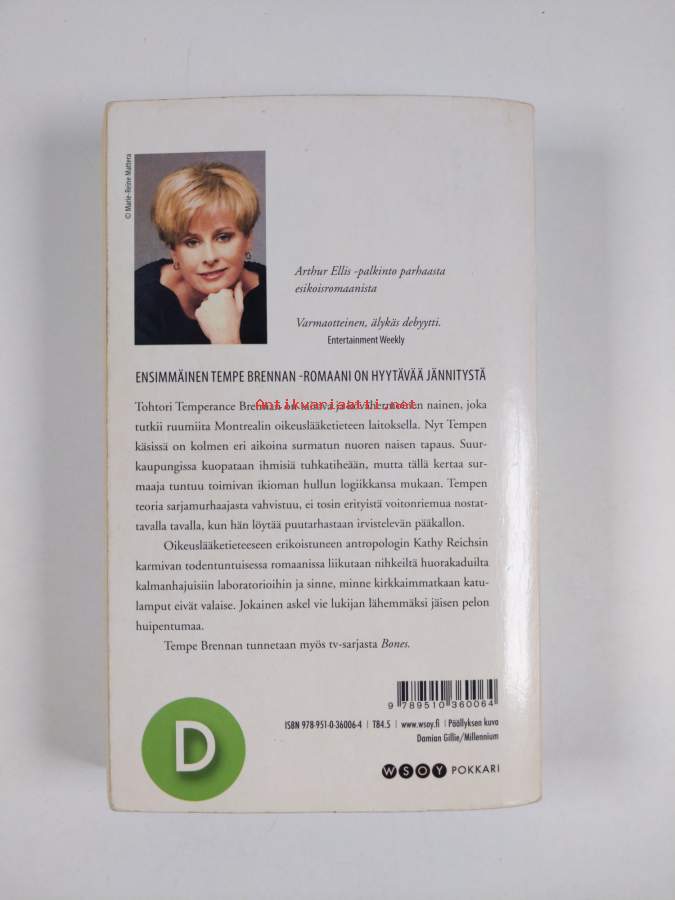 © Marie-Reine Mattera
Arthur Ellis -palkinto parhaasta
esikoisromaanista
Varmaotteinen, älykäs debyytti.
Entertainment Weekly
ENSIMMÄINEN TEMPE BRENNAN -ROMAANI ON HYYTÄVÄÄ JÄNNITYSTÄ
Antikvariaatti.net
Tohtori Temperance Brennan on nainen, joka
tutkii ruumiita Montrealin oikeuslääketieteen laitoksella. Nyt Tempen
käsissä on kolmen eri aikoina surmatun nuoren naisen tapaus. Suur-
kaupungissa kuopataan ihmisiä tuhkatiheään, mutta tällä kertaa sur-
maaja tuntuu toimivan ikioman hullun logiikkansa mukaan. Tempen
teoria sarjamurhaajasta vahvistuu, ei tosin erityistä voitonriemua nostat-
tavalla tavalla, kun hän löytää puutarhastaan irvistelevän pääkallon.
Oikeuslääketieteeseen erikoistuneen antropologin Kathy Reichsin
karmivan todentuntuisessa romaanissa liikutaan nihkeiltä huorakaduilta
kalmanhajuisiin laboratorioihin ja sinne, minne kirkkaimmatkaan katu-
lamput eivät valaise. Jokainen askel vie lukijan lähemmäksi jäisen pelon
huipentumaa.
Tempe Brennan tunnetaan myös tv-sarjasta Bones.
9 789510 360064
ISBN 978-951-0-36006-4 | T84.5 | www.wsoy.fi | Päällyksen kuva
Damian Gillie/Millennium
D
WSOY POKKARI